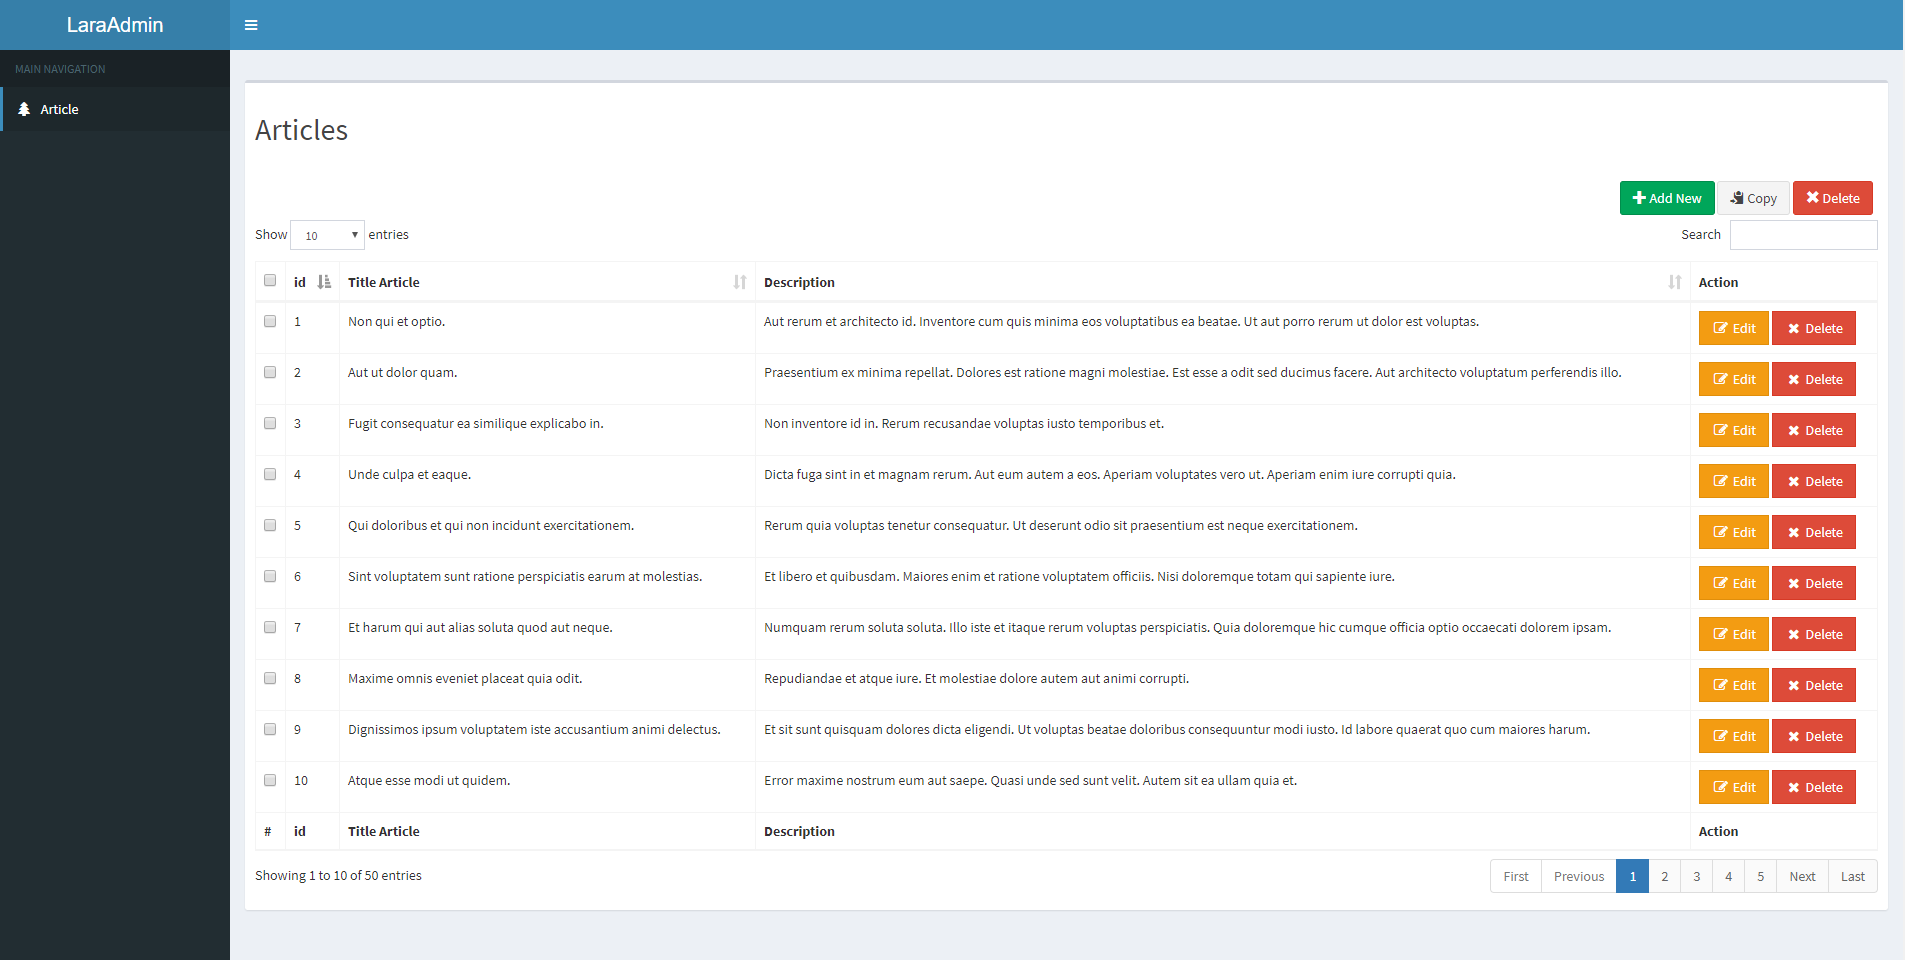 LaraAdmin
MAIN NAVIGATION
Article
Articles
Add New Copy Delete
Show 10 entries Search
id Title Article Description Action
1 Non qui et optio. Aut rerum et architecto id. Inventore cum quis minima eos voluptatibus ea beatae. Ut aut porro rerum ut dolor est voluptas. Edit Delete
2 Aut ut dolor quam. Praesentium ex minima repellat. Dolores est ratione magni molestiae. Est esse a odit sed ducimus facere. Aut architecto voluptatum perferendis illo. Edit Delete
3 Fugit consequatur ea similique explicabo in. Non inventore id in. Rerum recusandae voluptas iusto temporibus et. Edit Delete
4 Unde culpa et eaque. Dicta fuga sint in et magnam rerum. Aut eum autem a eos. Aperiam voluptates vero ut. Aperiam enim iure corrupti quia. Edit Delete
5 Qui doloribus et qui non incidunt exercitationem. Rerum quia voluptas tenetur consequatur. Ut deserunt odio sit praesentium est neque exercitationem. Edit Delete
6 Sint voluptatem sunt ratione perspiciatis earum at molestias. Et libero et quibusdam. Maiores enim et ratione voluptatem officiis. Nisi doloremque totam qui sapiente iure. Edit Delete
7 Et harum qui aut alias soluta quod aut neque. Numquam rerum soluta soluta. Illo iste et itaque rerum voluptas perspiciatis. Quia doloremque hic cumque officia optio occaecati dolorem ipsam. Edit Delete
8 Maxime omnis eveniet placeat quia odit. Repudiandae et atque iure. Et molestiae dolore autem aut animi corrupti. Edit Delete
9 Dignissimos ipsum voluptatem iste accusantium animi delectus. Et sit sunt quisquam dolores dicta eligendi. Ut voluptas beatae doloribus consequuntur modi iusto. Id labore quaerat quo cum maiores harum. Edit Delete
10 Atque esse modi ut quidem. Error maxime nostrum eum aut saepe. Quasi unde sed sunt velit. Autem sit ea ullam quia et. Edit Delete
# id Title Article Description Action
Showing 1 to 10 of 50 entries First Previous 1 2 3 4 5 Next Last